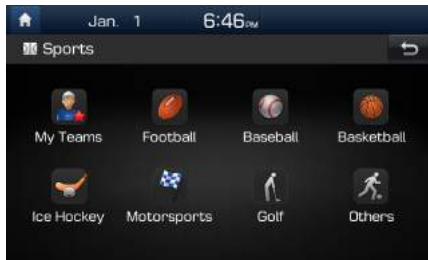 Jan. 1 6:46PM
Sports
My Teams Football Baseball Basketball
Ice Hockey Motorsports Golf Others